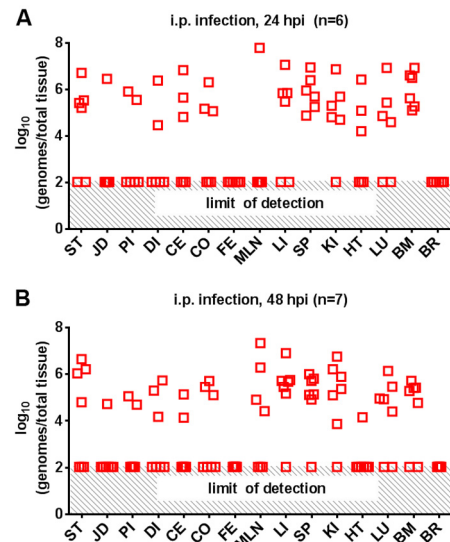 A
i.p. infection, 24 hpi (n=6)
log10
(genomes/total tissue)
8
6
4
2
0
limit of detection
ST JD PI DI CE CO FE MLN LI SP KI HT LU BM BR
B
i.p. infection, 48 hpi (n=7)
log10
(genomes/total tissue)
8
6
4
2
0
limit of detection
ST JD PI DI CE CO FE MLN LI SP KI HT LU BM BR